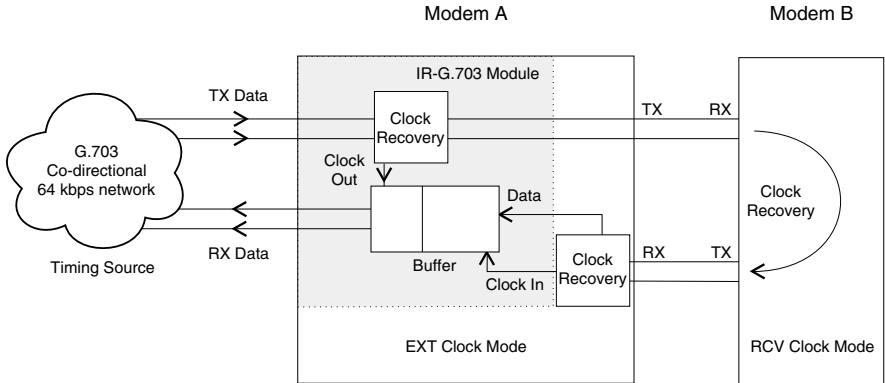 Modem A
Modem B
IR-G.703 Module
TX Data
Clock
Recovery
TX
RX
G.703
Co-directional
64 kbps network
Clock
Out
Data
Clock
Recovery
RX Data
Timing Source
Buffer
Clock In
Clock
Recovery
RX
TX
EXT Clock Mode
RCV Clock Mode